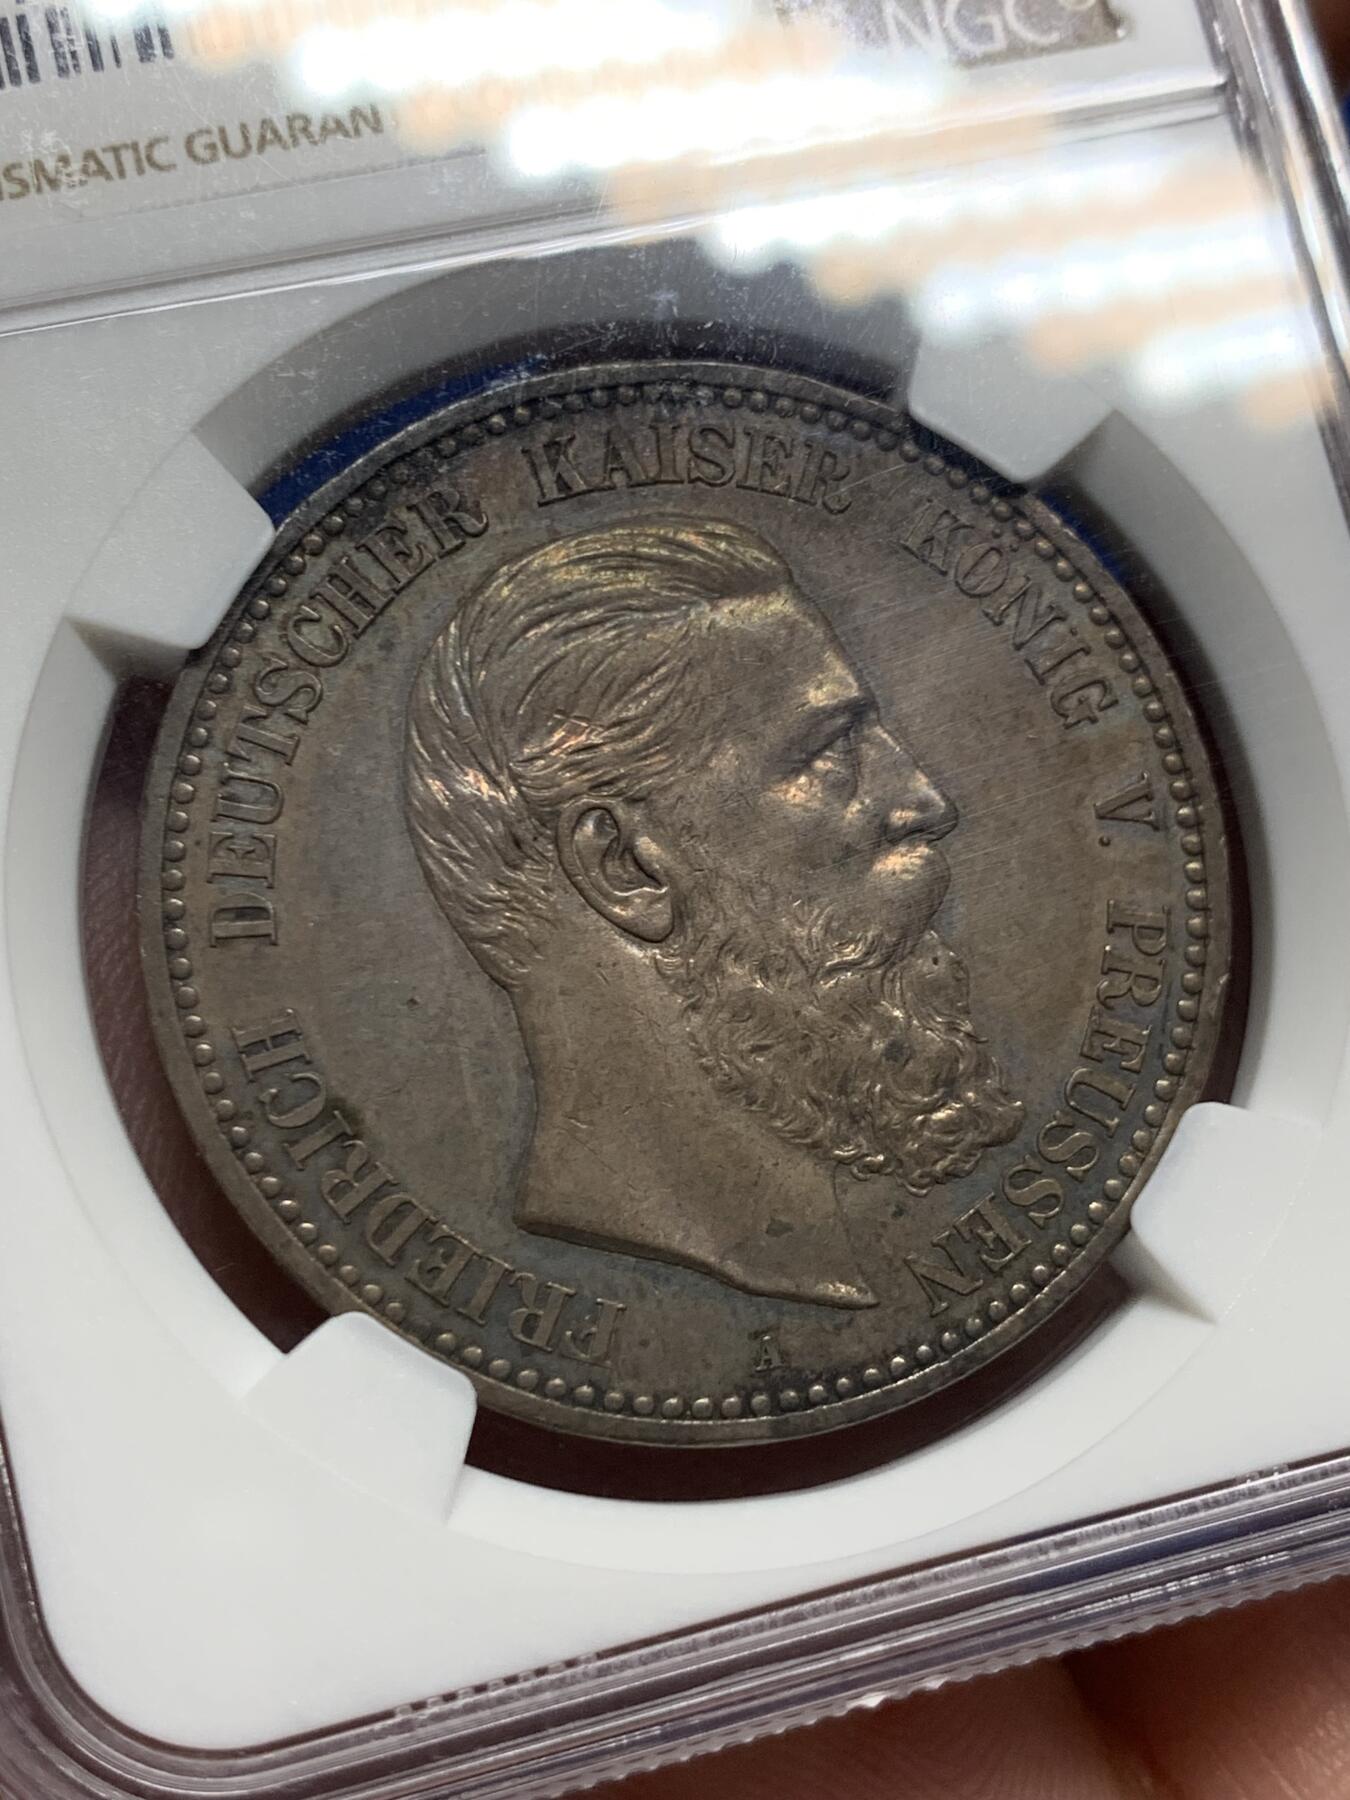 NGC
ISMATIC GUARAN
FRIEDRICH DEUTSCHER KAISER KÖNIG V. PREUSSEN
A